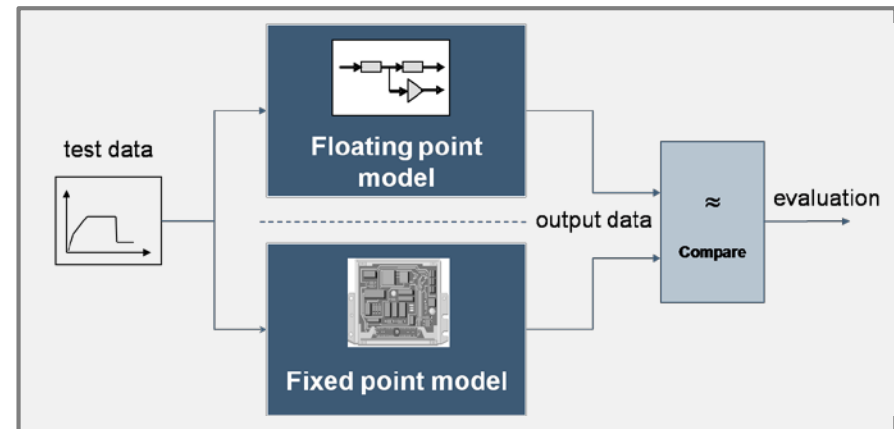 test data
Floating point
model
output data
Fixed point model
≈
Compare
evaluation